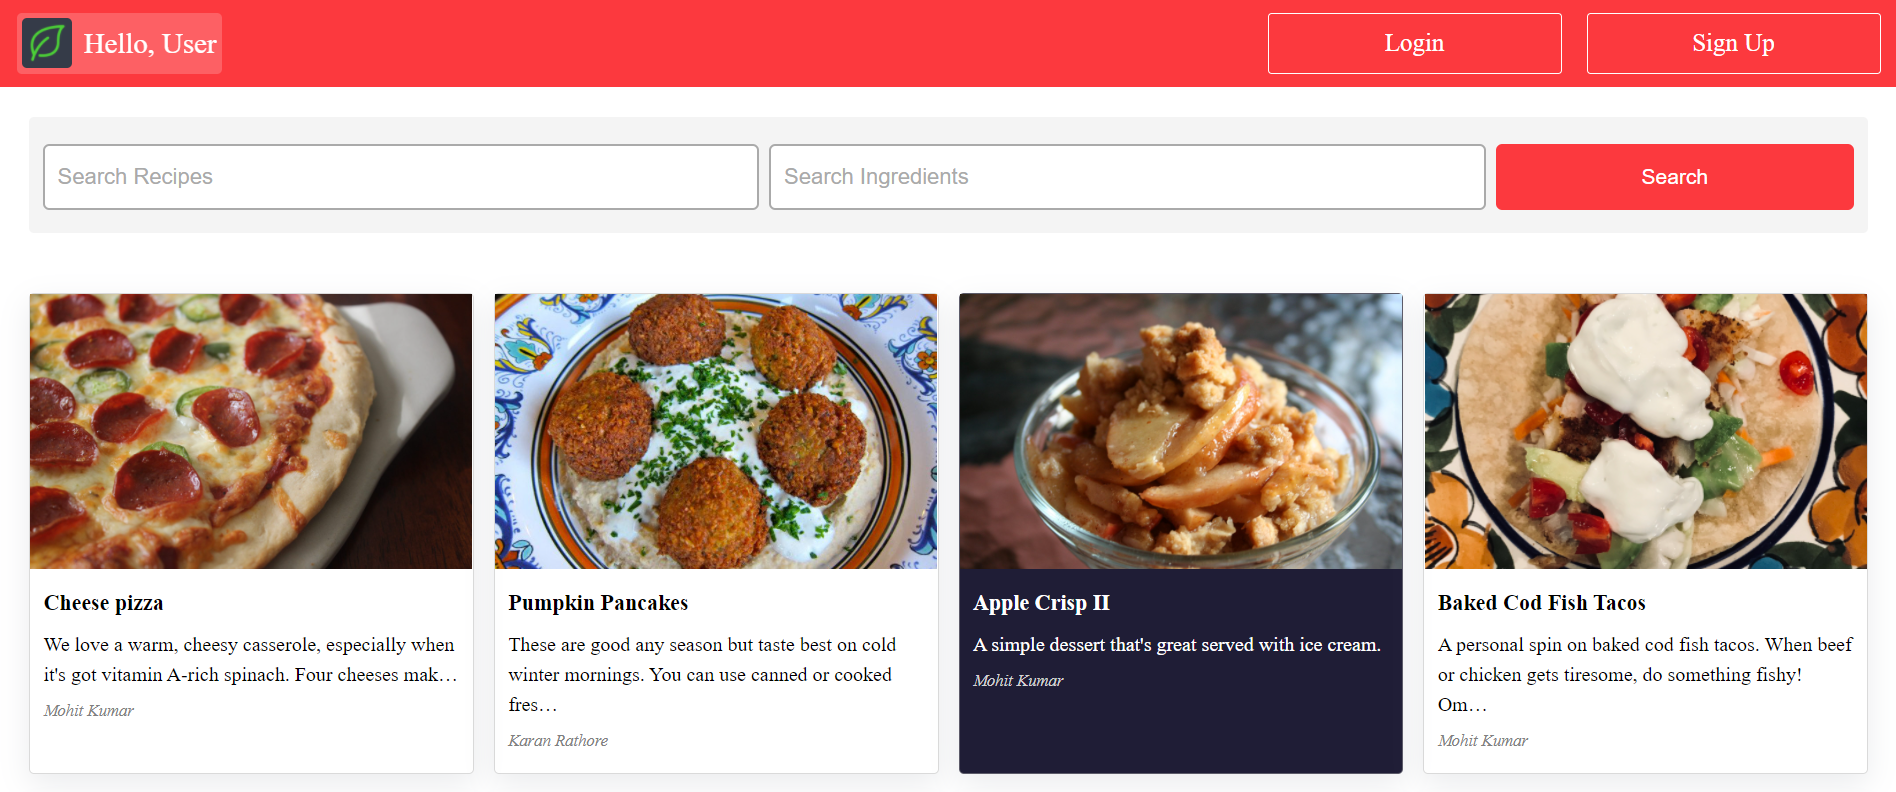 Hello, User
Login
Sign Up
Search Recipes
Search Ingredients
Search
Cheese pizza
We love a warm, cheesy casserole, especially when
it's got vitamin A-rich spinach. Four cheeses mak…
Mohit Kumar
Pumpkin Pancakes
These are good any season but taste best on cold
winter mornings. You can use canned or cooked
fres…
Karan Rathore
Apple Crisp II
A simple dessert that's great served with ice cream.
Mohit Kumar
Baked Cod Fish Tacos
A personal spin on baked cod fish tacos. When beef
or chicken gets tiresome, do something fishy!
Om…
Mohit Kumar